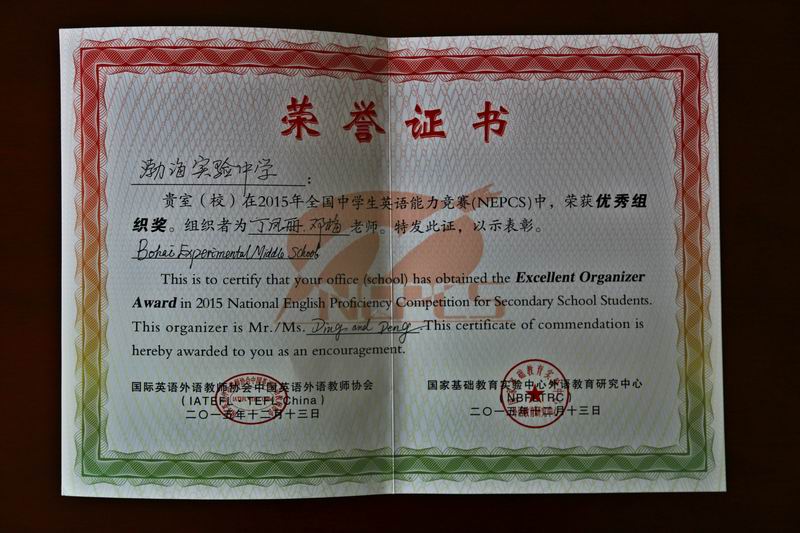 荣誉证书
渤海实验中学：
贵室（校）在2015年全国中学生英语能力竞赛(NEPCS)中，荣获优秀组
织奖。组织者为丁凤丽、邓梅老师。特发此证，以示表彰。
Bohai Experimental Middle School
This is to certify that your office (school) has obtained the Excellent Organizer
Award in 2015 National English Proficiency Competition for Secondary School Students.
This organizer is Mr./Ms. Ding and Deng. This certificate of commendation is
hereby awarded to you as an encouragement.
国际英语外语教师协会中国英语外语教师协会
(IATEFL TEFL China)
二〇一五年十二月十三日
国家基础教育实验中心外语教育研究中心
(NBFLTRC)
二〇一五年十二月十三日
NEPCS